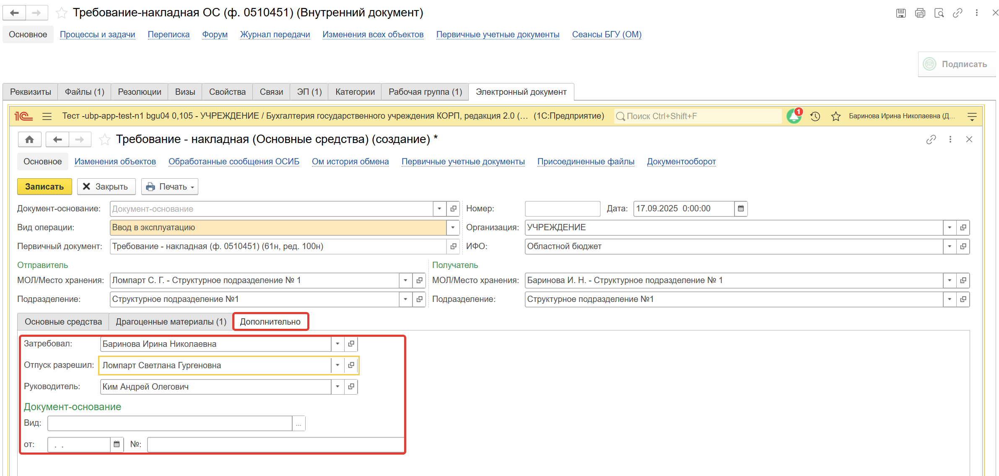 Требование-накладная ОС (ф. 0510451) (Внутренний документ)
Основное Процессы и задачи Переписка Форум Журнал передачи Изменения всех объектов Первичные учетные документы Сеансы БГУ (ОМ)
Подписать
Реквизиты Файлы (1) Резолюции Визы Свойства Связи ЭП (1) Категории Рабочая группа (1) Электронный документ
1С Тест -ubp-app-test-n1 bgu04 0,105 - УЧРЕЖДЕНИЕ / Бухгалтерия государственного учреждения КОРП, редакция 2.0 (... (1С:Предприятие) Поиск Ctrl+Shift+F 1 Баринова Ирина Николаевна (Д...
Требование - накладная (Основные средства) (создание) *
Основное Изменения объектов Обработанные сообщения ОСИБ Ом история обмена Первичные учетные документы Присоединенные файлы Документооборот
Записать Закрыть Печать
Документ-основание: Документ-основание Номер: Дата: 17.09.2025 0:00:00
Вид операции: Ввод в эксплуатацию Организация: УЧРЕЖДЕНИЕ
Первичный документ: Требование - накладная (ф. 0510451) (61н, ред. 100н) ИФО: Областной бюджет
Отправитель Получатель
МОЛ/Место хранения: Ломпарт С. Г. - Структурное подразделение № 1 МОЛ/Место хранения: Баринова И. Н. - Структурное подразделение № 1
Подразделение: Структурное подразделение №1 Подразделение: Структурное подразделение №1
Основные средства Драгоценные материалы (1) Дополнительно
Затребовал: Баринова Ирина Николаевна
Отпуск разрешил: Ломпарт Светлана Гургеновна
Руководитель: Ким Андрей Олегович
Документ-основание
Вид: ...
от: . . №: